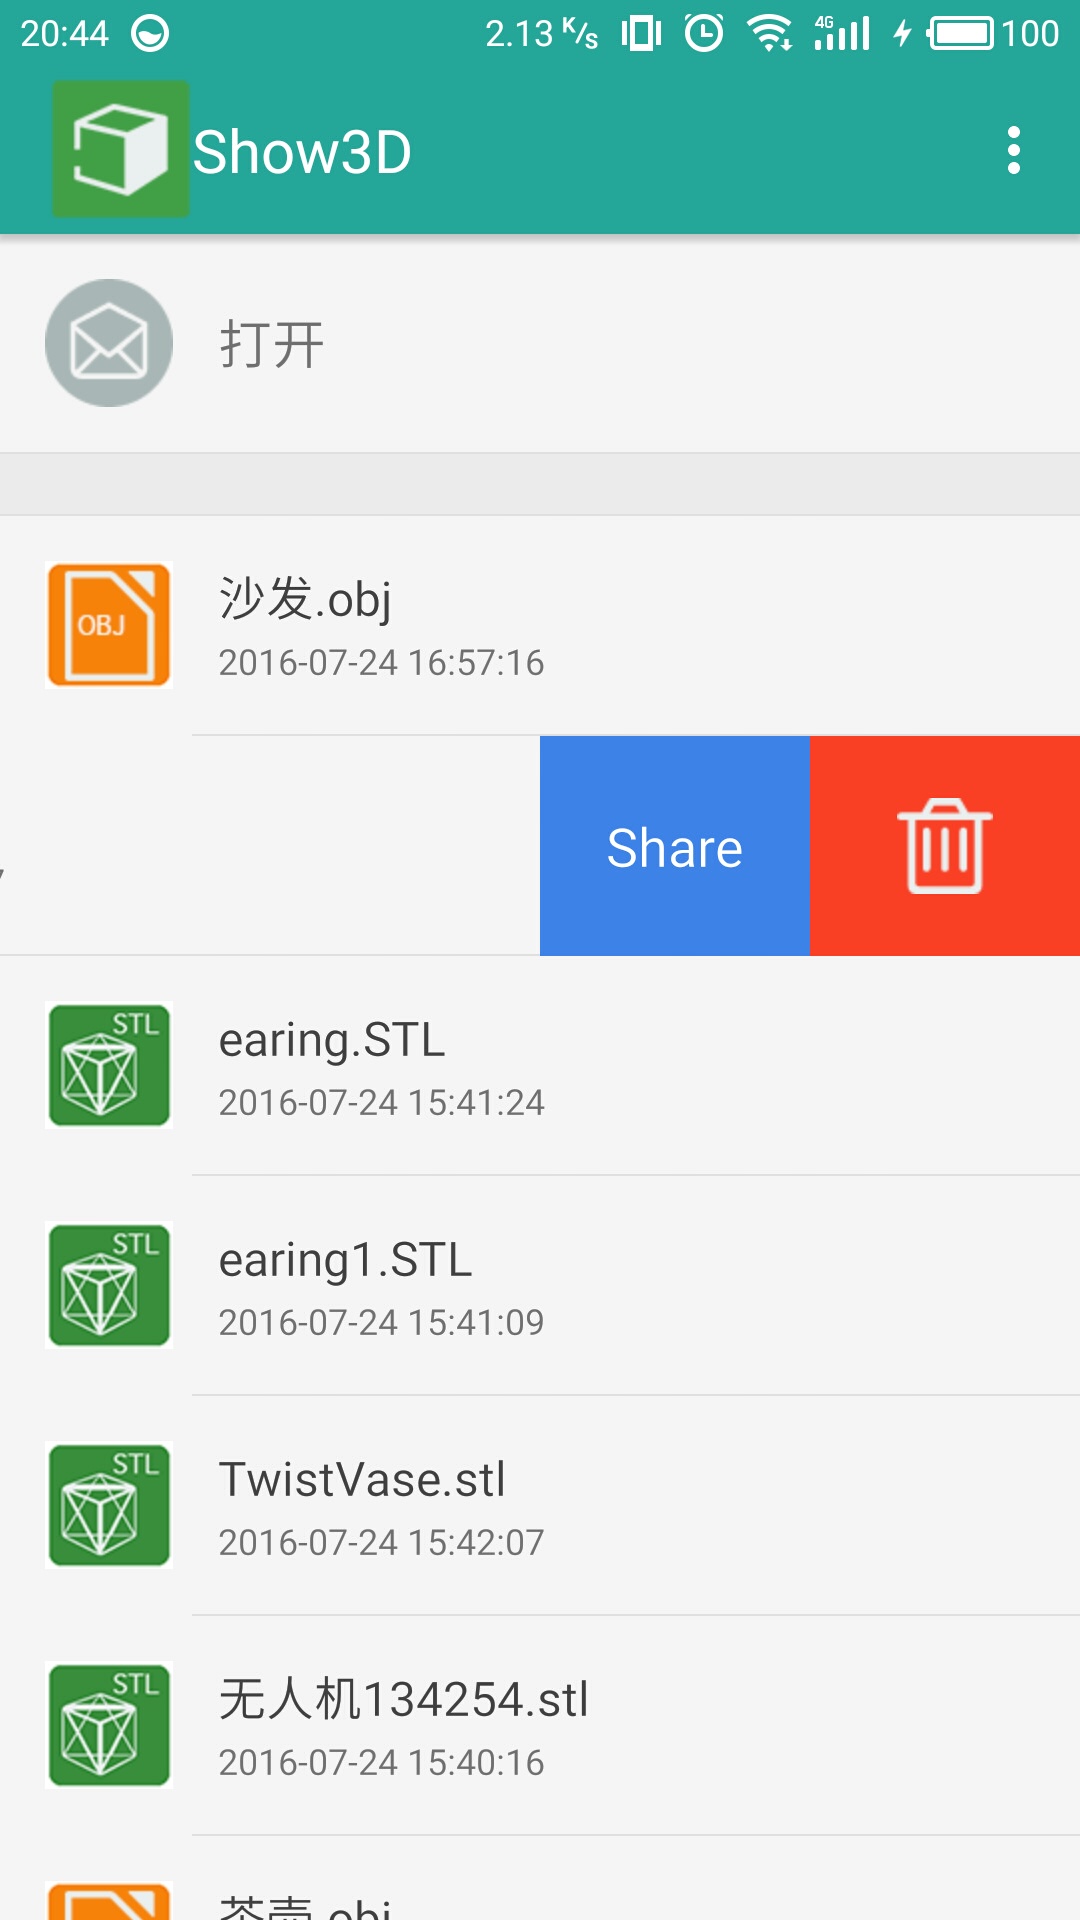 20:44 2.13 K/s 4G 100
Show3D
打开
OBJ
沙发.obj
2016-07-24 16:57:16
Share
STL
earing.STL
2016-07-24 15:41:24
STL
earing1.STL
2016-07-24 15:41:09
STL
TwistVase.stl
2016-07-24 15:42:07
STL
无人机134254.stl
2016-07-24 15:40:16
茶壶.obj